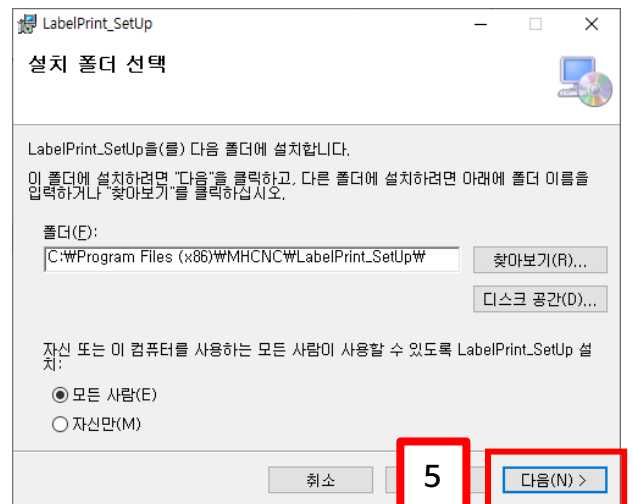 LabelPrint_SetUp
설치 폴더 선택
LabelPrint_SetUp을(를) 다음 폴더에 설치합니다.
이 폴더에 설치하려면 "다음"을 클릭하고, 다른 폴더에 설치하려면 아래에 폴더 이름을
입력하거나 "찾아보기"를 클릭하십시오.
폴더(F):
C:₩Program Files (x86)₩MHCNC₩LabelPrint_SetUp₩
찾아보기(R)...
디스크 공간(D)...
자신 또는 이 컴퓨터를 사용하는 모든 사람이 사용할 수 있도록 LabelPrint_SetUp 설
치:
모든 사람(E)
자신만(M)
취소
5
다음(N) >